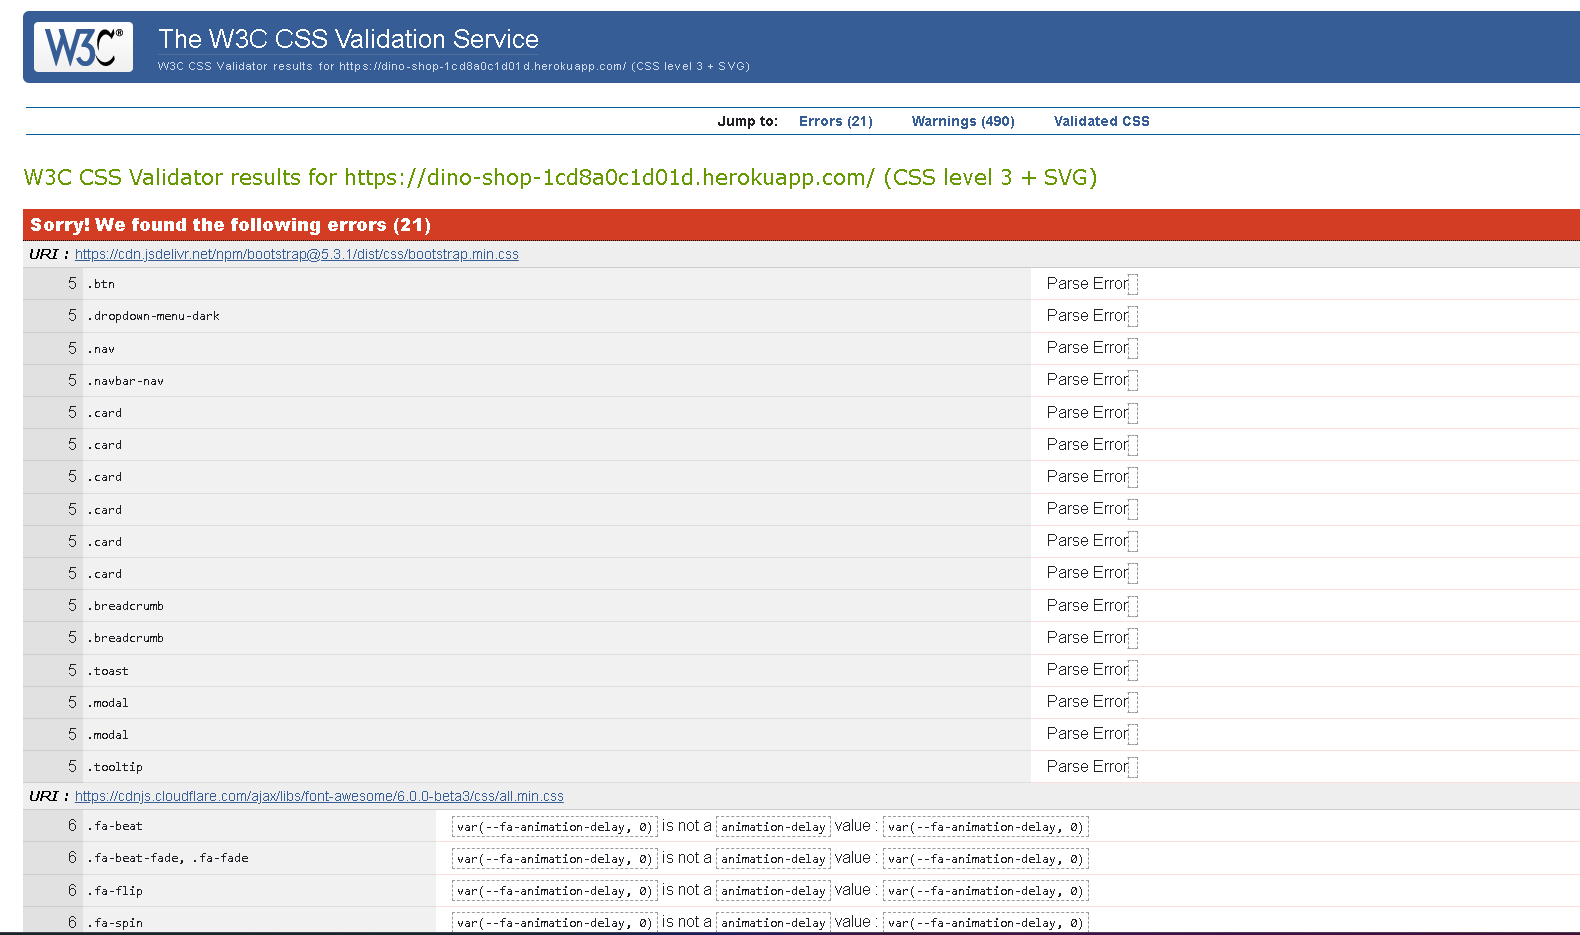 W3C®
The W3C CSS Validation Service
W3C CSS Validator results for https://dino-shop-1cd8a0c1d01d.herokuapp.com/ (CSS level 3 + SVG)
Jump to: Errors (21) Warnings (490) Validated CSS
W3C CSS Validator results for https://dino-shop-1cd8a0c1d01d.herokuapp.com/ (CSS level 3 + SVG)
Sorry! We found the following errors (21)
URI : https://cdn.jsdelivr.net/npm/bootstrap@5.3.1/dist/css/bootstrap.min.css
5 .btn Parse Error
5 .dropdown-menu-dark Parse Error
5 .nav Parse Error
5 .navbar-nav Parse Error
5 .card Parse Error
5 .card Parse Error
5 .card Parse Error
5 .card Parse Error
5 .card Parse Error
5 .card Parse Error
5 .breadcrumb Parse Error
5 .breadcrumb Parse Error
5 .toast Parse Error
5 .modal Parse Error
5 .modal Parse Error
5 .tooltip Parse Error
URI : https://cdnjs.cloudflare.com/ajax/libs/font-awesome/6.0.0-beta3/css/all.min.css
6 .fa-beat var(--fa-animation-delay, 0) is not a animation-delay value : var(--fa-animation-delay, 0)
6 .fa-beat-fade, .fa-fade var(--fa-animation-delay, 0) is not a animation-delay value : var(--fa-animation-delay, 0)
6 .fa-flip var(--fa-animation-delay, 0) is not a animation-delay value : var(--fa-animation-delay, 0)
6 .fa-spin var(--fa-animation-delay, 0) is not a animation-delay value : var(--fa-animation-delay, 0)